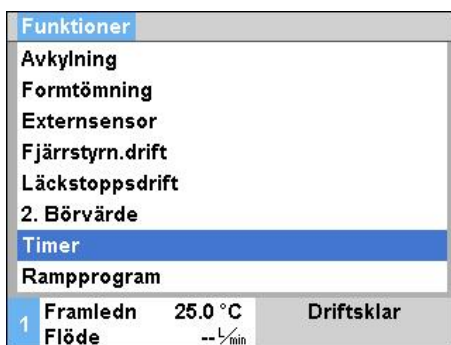 Funktioner
Avkylning
Formtömning
Externsensor
Fjärrstyrn.drift
Läckstoppsdrift
2. Börvärde
Timer
Rampprogram
1 Framledn 25.0 °C Driftsklar
Flöde -- L/min